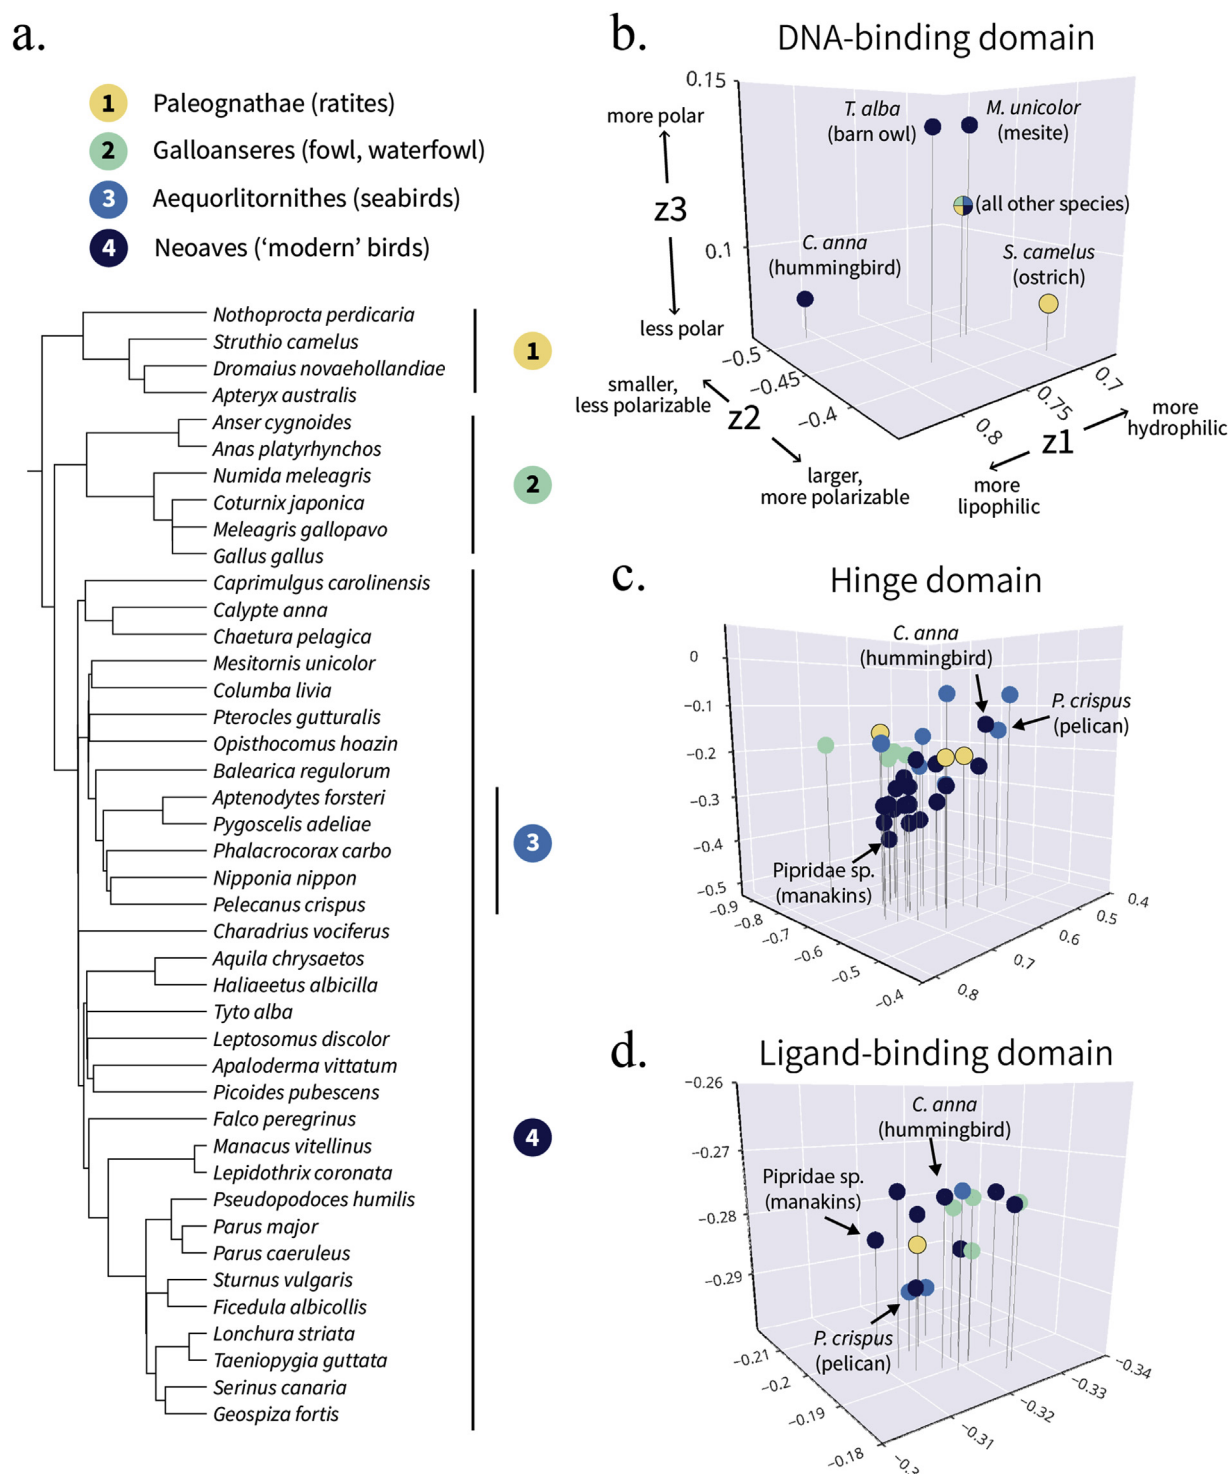 a.
1 Paleognathae (ratites)
2 Galloanseres (fowl, waterfowl)
3 Aequorlitornithes (seabirds)
4 Neoaves (‘modern’ birds)
Nothoprocta perdicaria
Struthio camelus
Dromaius novaehollandiae
Apteryx australis
1
Anser cygnoides
Anas platyrhynchos
Numida meleagris
Coturnix japonica
Meleagris gallopavo
Gallus gallus
2
Caprimulgus carolinensis
Calypte anna
Chaetura pelagica
Mesitornis unicolor
Columba livia
Pterocles gutturalis
Opisthocomus hoazin
Balearica regulorum
Aptenodytes forsteri
Pygoscelis adeliae
Phalacrocorax carbo
Nipponia nippon
Pelecanus crispus
3
Charadrius vociferus
Aquila chrysaetos
Haliaeetus albicilla
Tyto alba
Leptosomus discolor
Apaloderma vittatum
Picoides pubescens
Falco peregrinus
Manacus vitellinus
Lepidothrix coronata
Pseudopodoces humilis
Parus major
Parus caeruleus
Sturnus vulgaris
Ficedula albicollis
Lonchura striata
Taeniopygia guttata
Serinus canaria
Geospiza fortis
4
b.
DNA-binding domain
0.15
more polar
z3
0.1
less polar
T. alba
(barn owl)
M. unicolor
(mesite)
(all other species)
C. anna
(hummingbird)
S. camelus
(ostrich)
−0.5
−0.45
−0.4
smaller,
less polarizable
z2
larger,
more polarizable
0.7
0.75
0.8
more
hydrophilic
z1
more
lipophilic
c.
Hinge domain
0
−0.1
−0.2
−0.3
−0.4
−0.5
C. anna
(hummingbird)
P. crispus
(pelican)
Pipridae sp.
(manakins)
−0.9
−0.8
−0.7
−0.6
−0.5
−0.4
0.4
0.5
0.6
0.7
0.8
d.
Ligand-binding domain
−0.26
−0.27
−0.28
−0.29
C. anna
(hummingbird)
Pipridae sp.
(manakins)
P. crispus
(pelican)
−0.21
−0.2
−0.19
−0.18
−0.34
−0.33
−0.32
−0.31